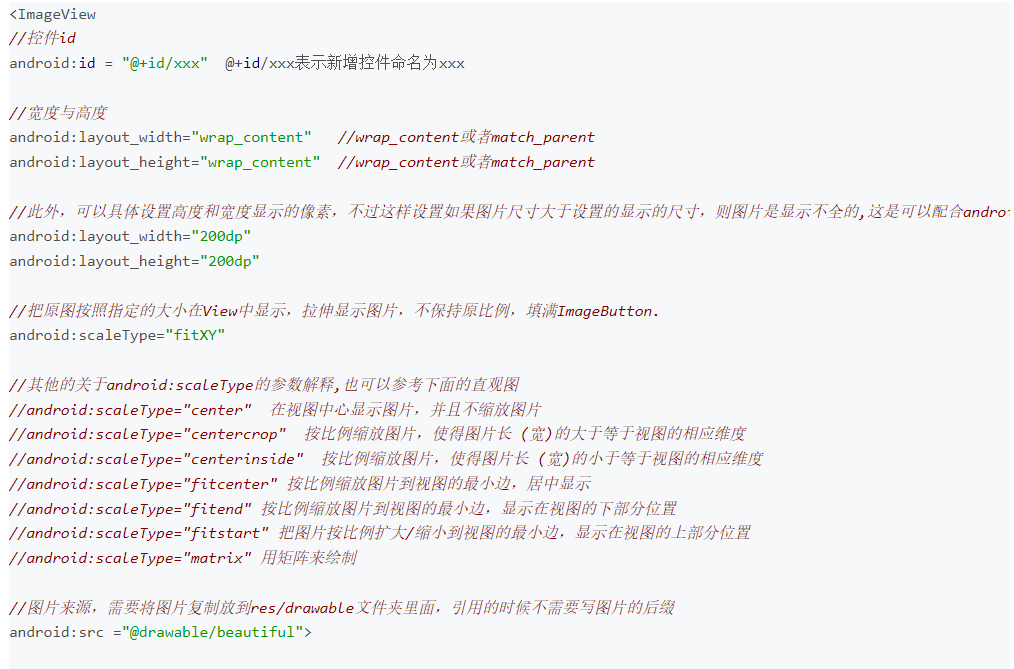 <ImageView
//控件id
android:id = "@+id/xxx"  @+id/xxx表示新增控件命名为xxx
//宽度与高度
android:layout_width="wrap_content"   //wrap_content或者match_parent
android:layout_height="wrap_content"  //wrap_content或者match_parent
//此外，可以具体设置高度和宽度显示的像素，不过这样设置如果图片尺寸大于设置的显示的尺寸，则图片是显示不全的,这是可以配合androi
android:layout_width="200dp"
android:layout_height="200dp"
//把原图按照指定的大小在View中显示，拉伸显示图片，不保持原比例，填满ImageButton.
android:scaleType="fitXY"
//其他的关于android:scaleType的参数解释,也可以参考下面的直观图
//android:scaleType="center"  在视图中心显示图片，并且不缩放图片
//android:scaleType="centercrop"  按比例缩放图片，使得图片长 (宽)的大于等于视图的相应维度
//android:scaleType="centerinside"  按比例缩放图片，使得图片长 (宽)的小于等于视图的相应维度
//android:scaleType="fitcenter" 按比例缩放图片到视图的最小边，居中显示
//android:scaleType="fitend" 按比例缩放图片到视图的最小边，显示在视图的下部分位置
//android:scaleType="fitstart" 把图片按比例扩大/缩小到视图的最小边，显示在视图的上部分位置
//android:scaleType="matrix" 用矩阵来绘制
//图片来源，需要将图片复制放到res/drawable文件夹里面，引用的时候不需要写图片的后缀
android:src ="@drawable/beautiful">